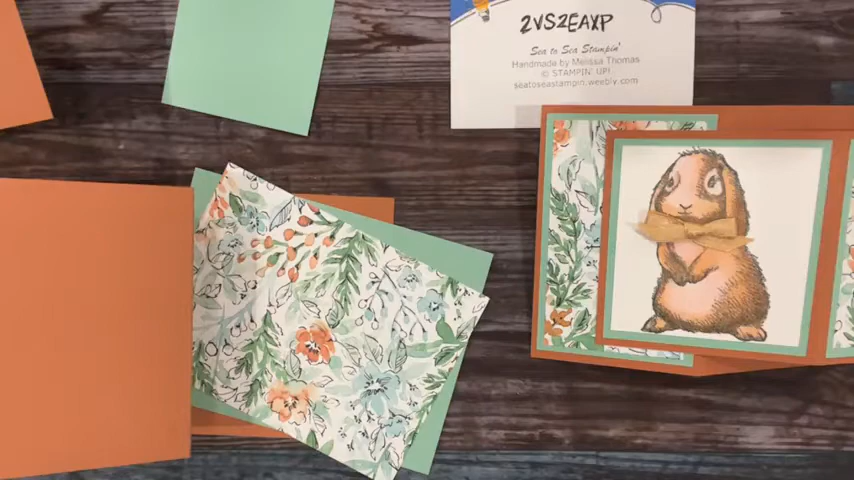 2VS2EAXP
Sea to Sea Stampin'
Handmade by Melissa Thomas
© STAMPIN' UP!
seatoseastampin.weebly.com